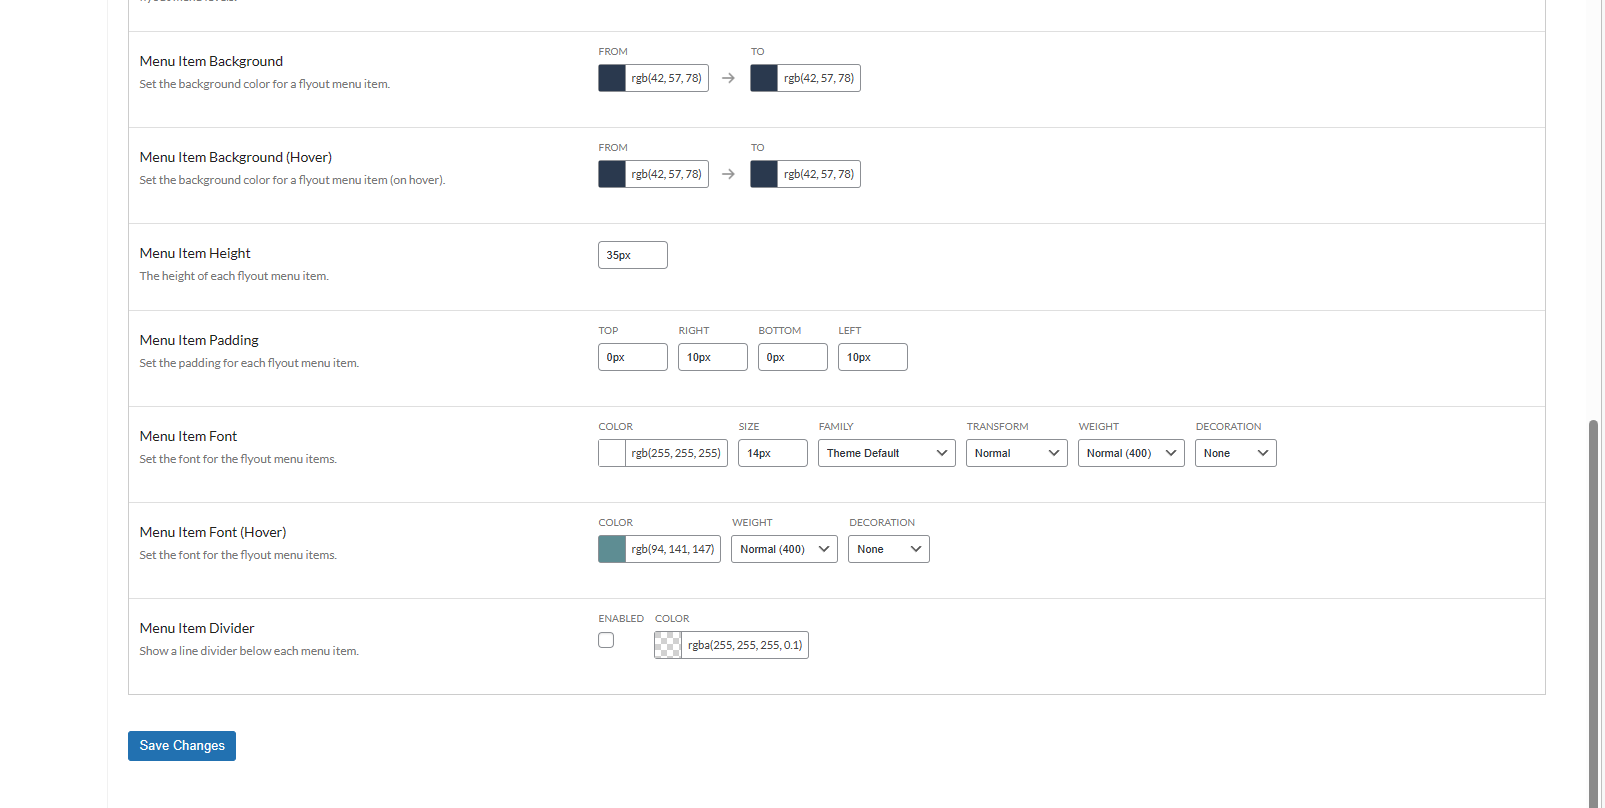 Menu Item Background
Set the background color for a flyout menu item.
FROM TO
rgb(42, 57, 78) → rgb(42, 57, 78)
Menu Item Background (Hover)
Set the background color for a flyout menu item (on hover).
FROM TO
rgb(42, 57, 78) → rgb(42, 57, 78)
Menu Item Height
The height of each flyout menu item.
35px
Menu Item Padding
Set the padding for each flyout menu item.
TOP RIGHT BOTTOM LEFT
0px 10px 0px 10px
Menu Item Font
Set the font for the flyout menu items.
COLOR SIZE FAMILY TRANSFORM WEIGHT DECORATION
rgb(255, 255, 255) 14px Theme Default Normal Normal (400) None
Menu Item Font (Hover)
Set the font for the flyout menu items.
COLOR WEIGHT DECORATION
rgb(94, 141, 147) Normal (400) None
Menu Item Divider
Show a line divider below each menu item.
ENABLED COLOR
rgba(255, 255, 255, 0.1)
Save Changes